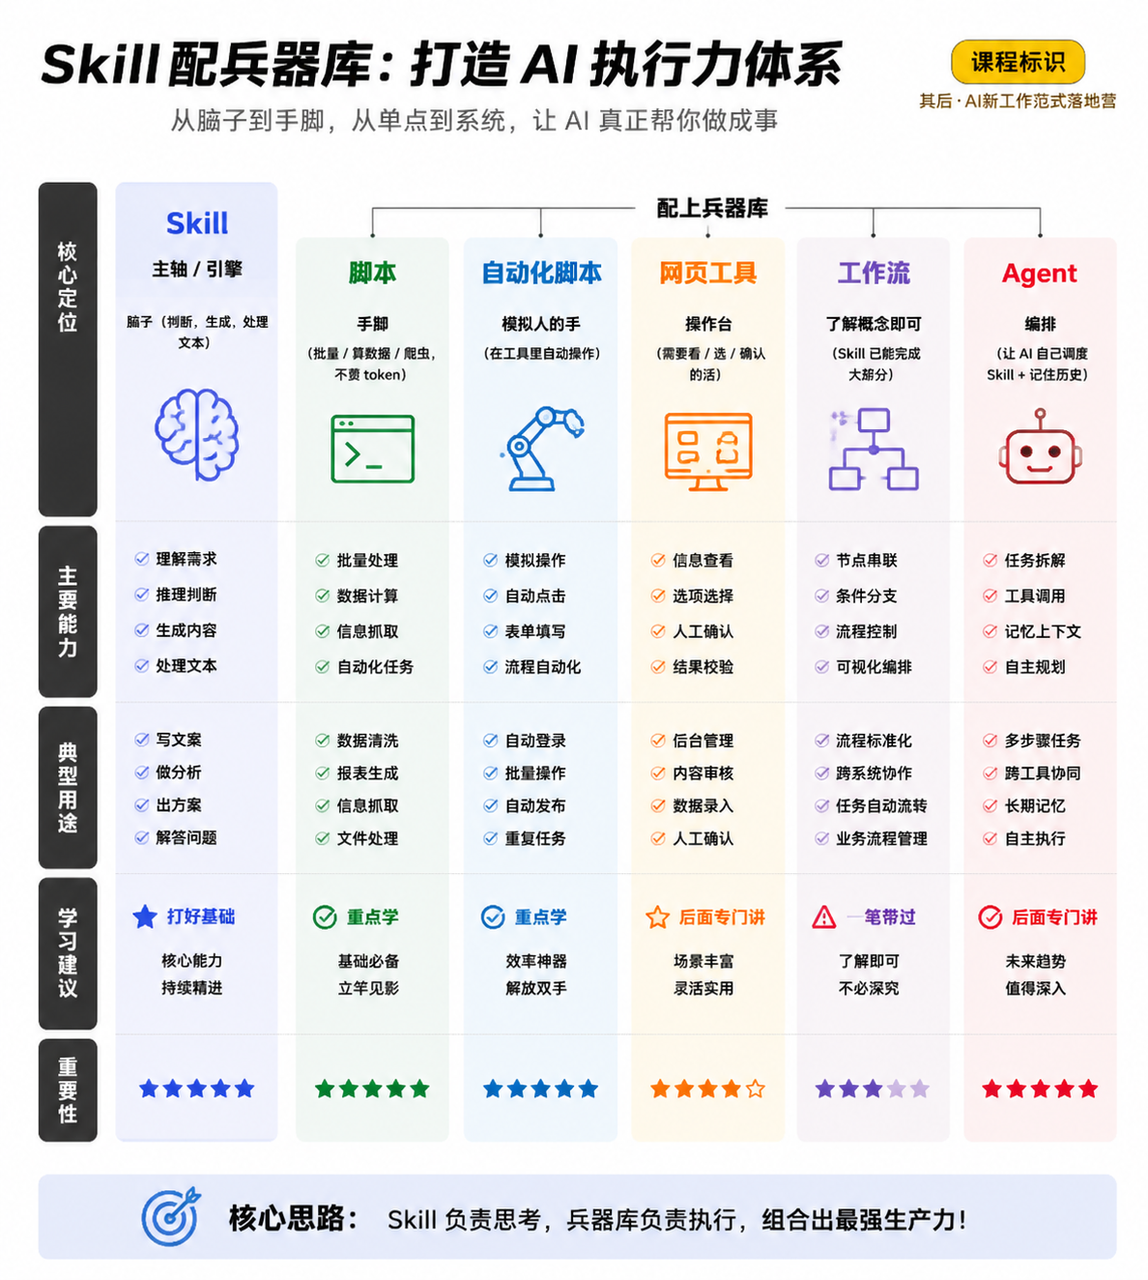 Skill 配兵器库：打造 AI 执行力体系
从脑子到手脚，从单点到系统，让 AI 真正帮你做成事
课程标识
其后 · AI新工作范式落地营
核心定位
Skill
主轴 / 引擎
脑子（判断，生成，处理
文本）
配上兵器库
脚本
手脚
（批量 / 算数据 / 爬虫，
不费 token）
自动化脚本
模拟人的手
（在工具里自动操作）
网页工具
操作台
（需要看 / 选 / 确认
的活）
工作流
了解概念即可
（Skill 已能完成
大部分）
Agent
编排
（让 AI 自己调度
Skill + 记住历史）
主要能力
理解需求
推理判断
生成内容
处理文本
批量处理
数据计算
信息抓取
自动化任务
模拟操作
自动点击
表单填写
流程自动化
信息查看
选项选择
人工确认
结果校验
节点串联
条件分支
流程控制
可视化编排
任务拆解
工具调用
记忆上下文
自主规划
典型用途
写文案
做分析
出方案
解答问题
数据清洗
报表生成
信息抓取
文件处理
自动登录
批量操作
自动发布
重复任务
后台管理
内容审核
数据录入
人工确认
流程标准化
跨系统协作
任务自动流转
业务流程管理
多步骤任务
跨工具协同
长期记忆
自主执行
学习建议
打好基础
核心能力
持续精进
重点学
基础必备
立竿见影
重点学
效率神器
解放双手
后面专门讲
场景丰富
灵活实用
一笔带过
了解即可
不必深究
后面专门讲
未来趋势
值得深入
重要性
核心思路： Skill 负责思考，兵器库负责执行，组合出最强生产力！